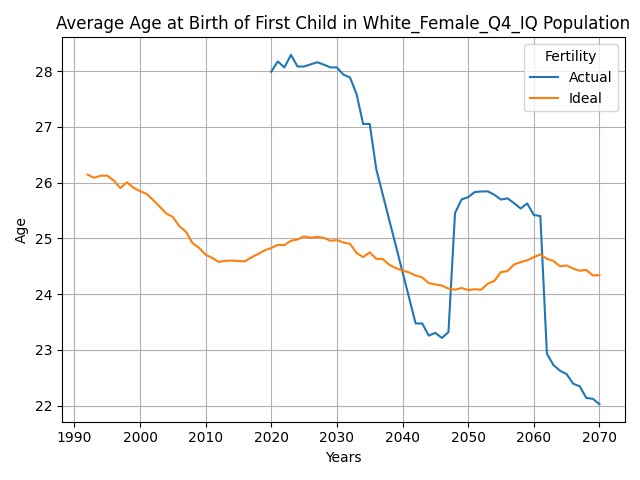 Average Age at Birth of First Child in White_Female_Q4_IQ Population
Fertility
Actual
Ideal
Age
28
27
26
25
24
23
22
1990 2000 2010 2020 2030 2040 2050 2060 2070
Years